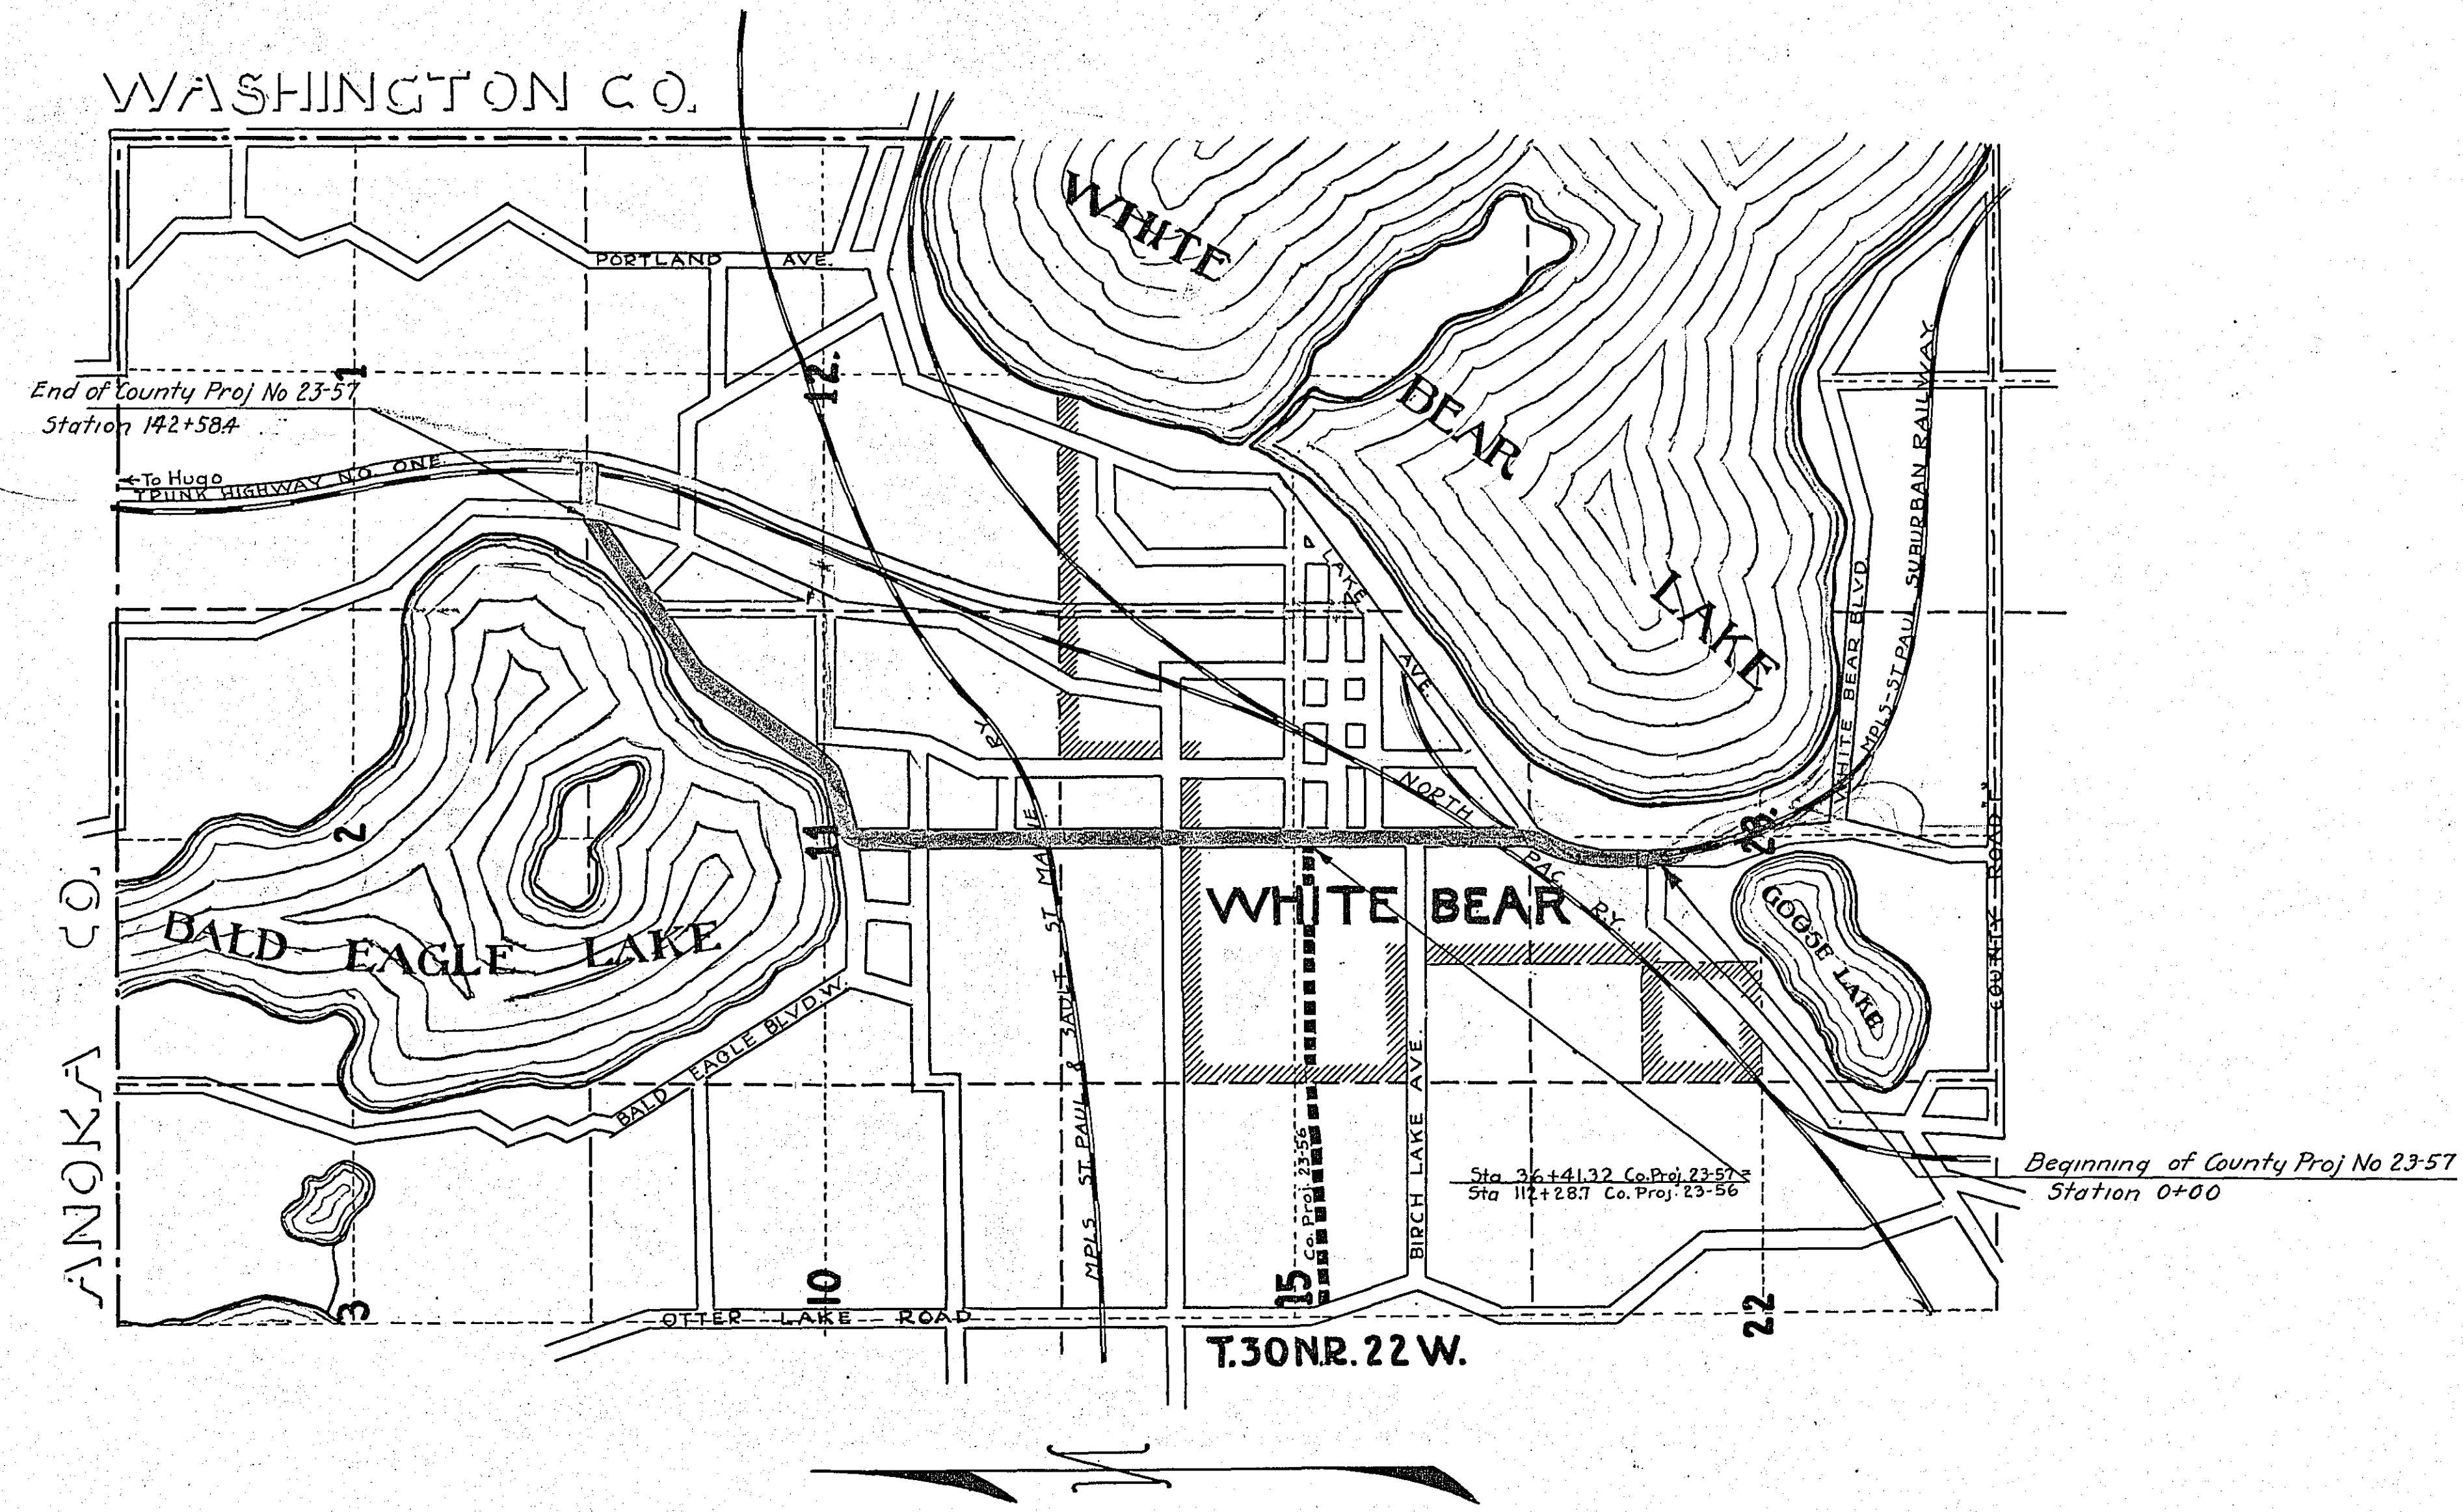 WASHINGTON CO.
WHITE
PORTLAND AVE.
1
12.
End of County Proj No 23-57
Station 142+58.4
BEAR
←To Hugo
TRUNK HIGHWAY NO. ONE
LAKE
LAKE AVE.
WHITE BEAR BLVD.
MPLS-ST.PAUL SUBURBAN RAILWAY.
NORTH PAC. RY.
2
11
23.
COUNTY ROAD "F"
WHITE BEAR
GOOSE LAKE
BALD EAGLE LAKE
ANOKA CO.
BALD EAGLE BLVD. W.
MPLS ST. PAUL & SAULT ST MARIE RY.
Co. Proj. 23-56
BIRCH LAKE AVE.
Sta 36+41.32 Co. Proj. 23-57=
Sta 112+28.7 Co. Proj. 23-56
Beginning of County Proj No 23-57
Station 0+00
3
10
15
22
OTTER LAKE ROAD
T.30N.R.22W.
N